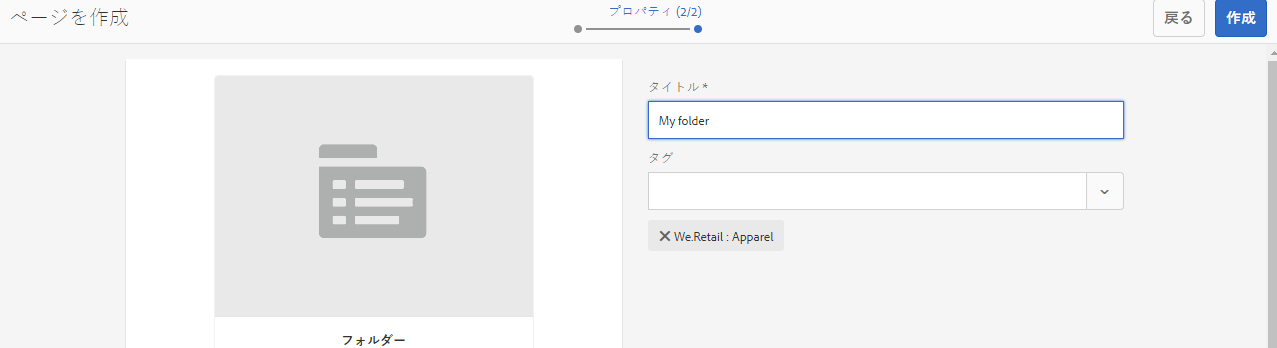 ページを作成
プロパティ (2/2)
戻る
作成
タイトル *
My folder
タグ
We.Retail : Apparel
フォルダー